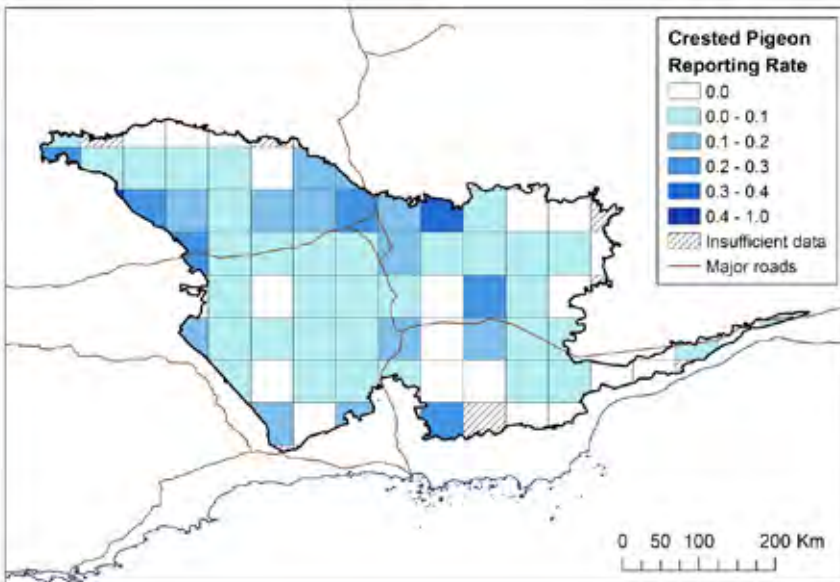 Crested Pigeon
Reporting Rate
0.0
0.0 - 0.1
0.1 - 0.2
0.2 - 0.3
0.3 - 0.4
0.4 - 1.0
Insufficient data
Major roads
0 50 100 200 Km